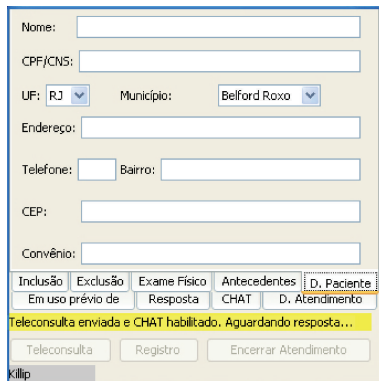 Nome:
CPF/CNS:
UF: RJ Município: Belford Roxo
Endereço:
Telefone: Bairro:
CEP:
Convênio:
Inclusão Exclusão Exame Físico Antecedentes D. Paciente
Em uso prévio de Resposta CHAT D. Atendimento
Teleconsulta enviada e CHAT habilitado. Aguardando resposta...
Teleconsulta Registro Encerrar Atendimento
Killip